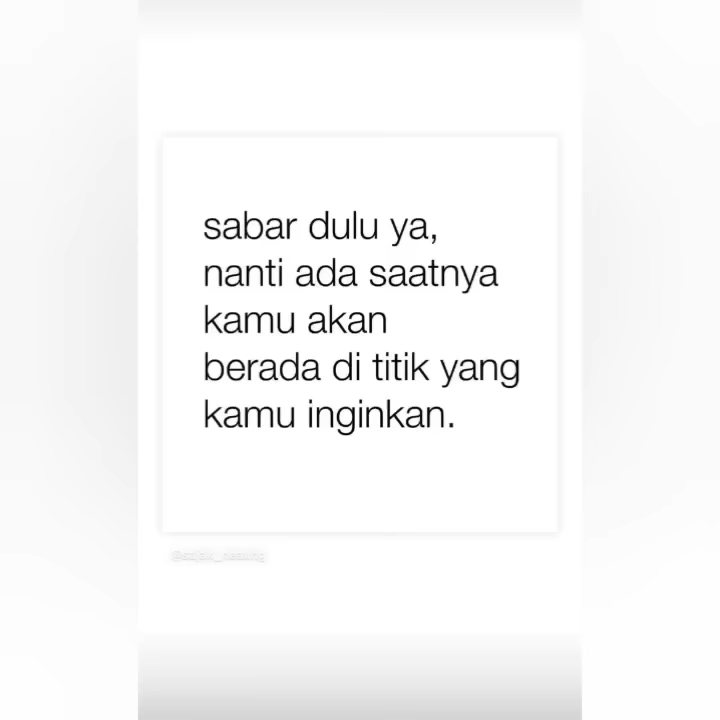 sabar dulu ya,
nanti ada saatnya
kamu akan
berada di titik yang
kamu inginkan.